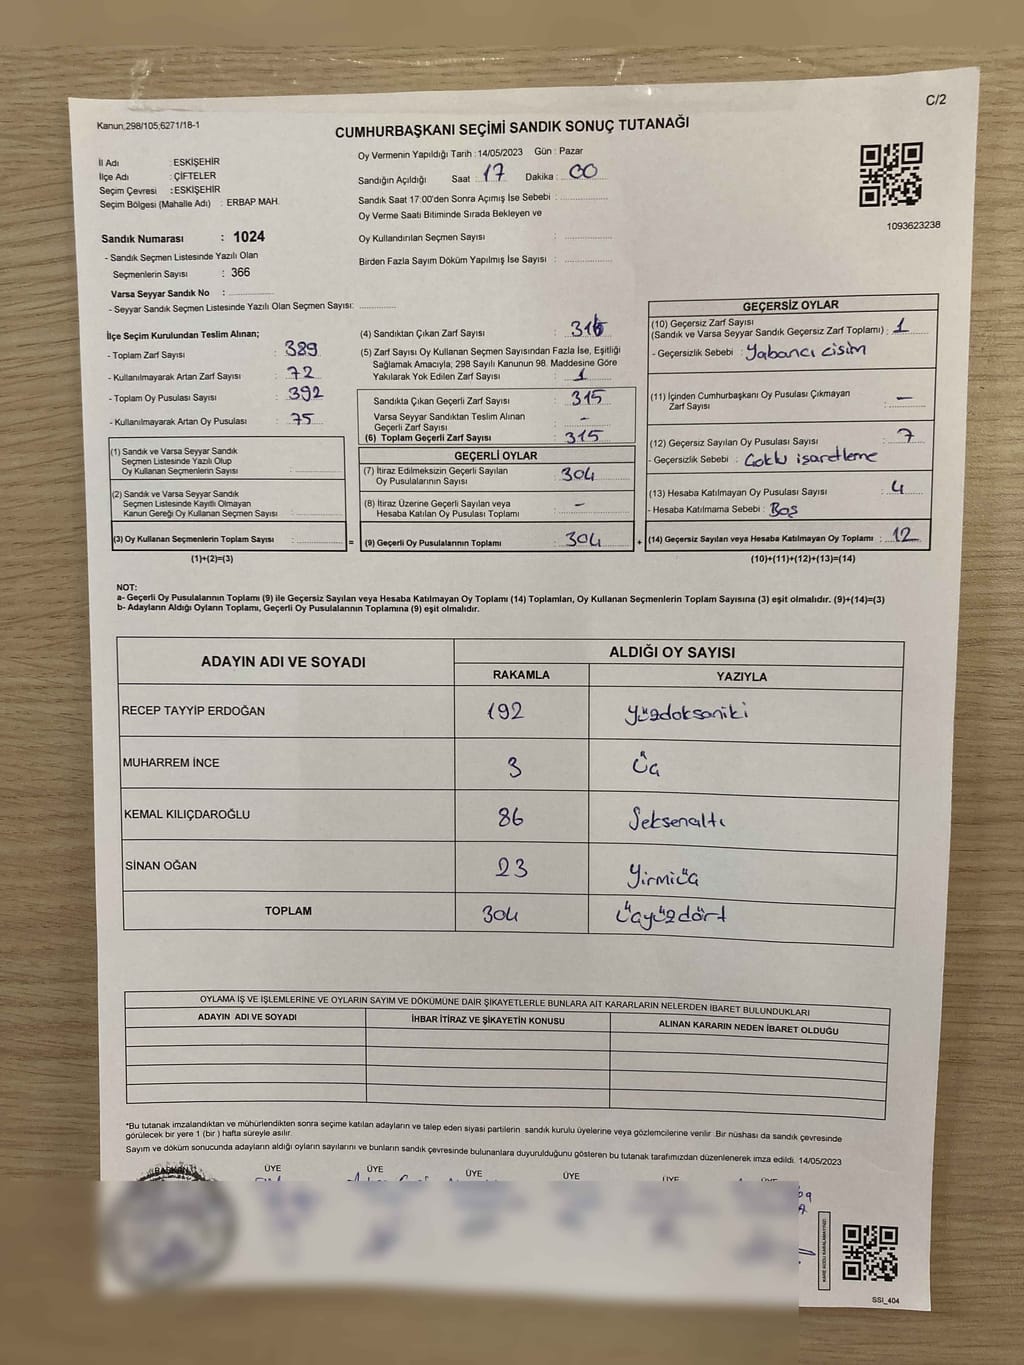 C/2
Kanun,298/105;6271/18-1
CUMHURBAŞKANI SEÇİMİ SANDIK SONUÇ TUTANAĞI
İl Adı : ESKİŞEHİR
İlçe Adı : ÇİFTELER
Seçim Çevresi : ESKİŞEHİR
Seçim Bölgesi (Mahalle Adı) : ERBAP MAH.
Oy Vermenin Yapıldığı Tarih : 14/05/2023 Gün : Pazar
Sandığın Açıldığı Saat : 17 Dakika : 00
Sandık Saat 17:00'den Sonra Açımış İse Sebebi :
Oy Verme Saati Bitiminde Sırada Bekleyen ve
Oy Kullandırılan Seçmen Sayısı :
Birden Fazla Sayım Döküm Yapılmış İse Sayısı :
1093623238
Sandık Numarası : 1024
- Sandık Seçmen Listesinde Yazılı Olan
Seçmenlerin Sayısı : 366
Varsa Seyyar Sandık No :
- Seyyar Sandık Seçmen Listesinde Yazılı Olan Seçmen Sayısı:
İlçe Seçim Kurulundan Teslim Alınan;
- Toplam Zarf Sayısı : 389
- Kullanılmayarak Artan Zarf Sayısı : 72
- Toplam Oy Pusulası Sayısı : 392
- Kullanılmayarak Artan Oy Pusulası : 75
(1) Sandık ve Varsa Seyyar Sandık
Seçmen Listesinde Yazılı Olup
Oy Kullanan Seçmenlerin Sayısı :
(2) Sandık ve Varsa Seyyar Sandık
Seçmen Listesinde Kayıtlı Olmayan
Kanun Gereği Oy Kullanan Seçmen Sayısı :
(3) Oy Kullanan Seçmenlerin Toplam Sayısı :
(1)+(2)=(3)
(4) Sandıktan Çıkan Zarf Sayısı : 316
(5) Zarf Sayısı Oy Kullanan Seçmen Sayısından Fazla İse, Eşitliği
Sağlamak Amacıyla, 298 Sayılı Kanunun 98. Maddesine Göre
Yakılarak Yok Edilen Zarf Sayısı : 1
Sandıkta Çıkan Geçerli Zarf Sayısı : 315
Varsa Seyyar Sandıktan Teslim Alınan
Geçerli Zarf Sayısı : -
(6) Toplam Geçerli Zarf Sayısı : 315
GEÇERLİ OYLAR
(7) İtiraz Edilmeksizin Geçerli Sayılan
Oy Pusulalarının Sayısı : 304
(8) İtiraz Üzerine Geçerli Sayılan veya
Hesaba Katılan Oy Pusulası Toplamı : -
= (9) Geçerli Oy Pusulalarının Toplamı : 304 +
GEÇERSİZ OYLAR
(10) Geçersiz Zarf Sayısı
(Sandık ve Varsa Seyyar Sandık Geçersiz Zarf Toplamı) : 1
- Geçersizlik Sebebi : Yabancı cisim
(11) İçinden Cumhurbaşkanı Oy Pusulası Çıkmayan
Zarf Sayısı : -
(12) Geçersiz Sayılan Oy Pusulası Sayısı : 7
- Geçersizlik Sebebi : Çoklu işaretleme
(13) Hesaba Katılmayan Oy Pusulası Sayısı : 4
- Hesaba Katılmama Sebebi : Boş
(14) Geçersiz Sayılan veya Hesaba Katılmayan Oy Toplamı : 12
(10)+(11)+(12)+(13)=(14)
NOT:
a- Geçerli Oy Pusulalarının Toplamı (9) ile Geçersiz Sayılan veya Hesaba Katılmayan Oy Toplamı (14) Toplamları, Oy Kullanan Seçmenlerin Toplam Sayısına (3) eşit olmalıdır. (9)+(14)=(3)
b- Adayların Aldığı Oyların Toplamı, Geçerli Oy Pusulalarının Toplamına (9) eşit olmalıdır.
ADAYIN ADI VE SOYADI ALDIĞI OY SAYISI
RAKAMLA YAZIYLA
RECEP TAYYİP ERDOĞAN 192 yüzdoksaniki
MUHARREM İNCE 3 Üç
KEMAL KILIÇDAROĞLU 86 Seksenaltı
SİNAN OĞAN 23 Yirmiüç
TOPLAM 304 Üçyüzdört
OYLAMA İŞ VE İŞLEMLERİNE VE OYLARIN SAYIM VE DÖKÜMÜNE DAİR ŞİKAYETLERLE BUNLARA AİT KARARLARIN NELERDEN İBARET BULUNDUKLARI
ADAYIN ADI VE SOYADI İHBAR İTİRAZ VE ŞİKAYETİN KONUSU ALINAN KARARIN NEDEN İBARET OLDUĞU
*Bu tutanak imzalandıktan ve mühürlendikten sonra seçime katılan adayların ve talep eden siyasi partilerin sandık kurulu üyelerine veya gözlemcilerine verilir. Bir nüshası da sandık çevresinde
görülecek bir yere 1 (bir) hafta süreyle asılır.
Sayım ve döküm sonucunda adayların aldığı oyların sayılarını ve bunların sandık çevresinde bulunanlara duyurulduğunu gösteren bu tutanak tarafımızdan düzenlenerek imza edildi. 14/05/2023
BAŞKAN ÜYE ÜYE ÜYE ÜYE ÜYE ÜYE
KARE KODU KARALAMAYINIZ!
SSI_404